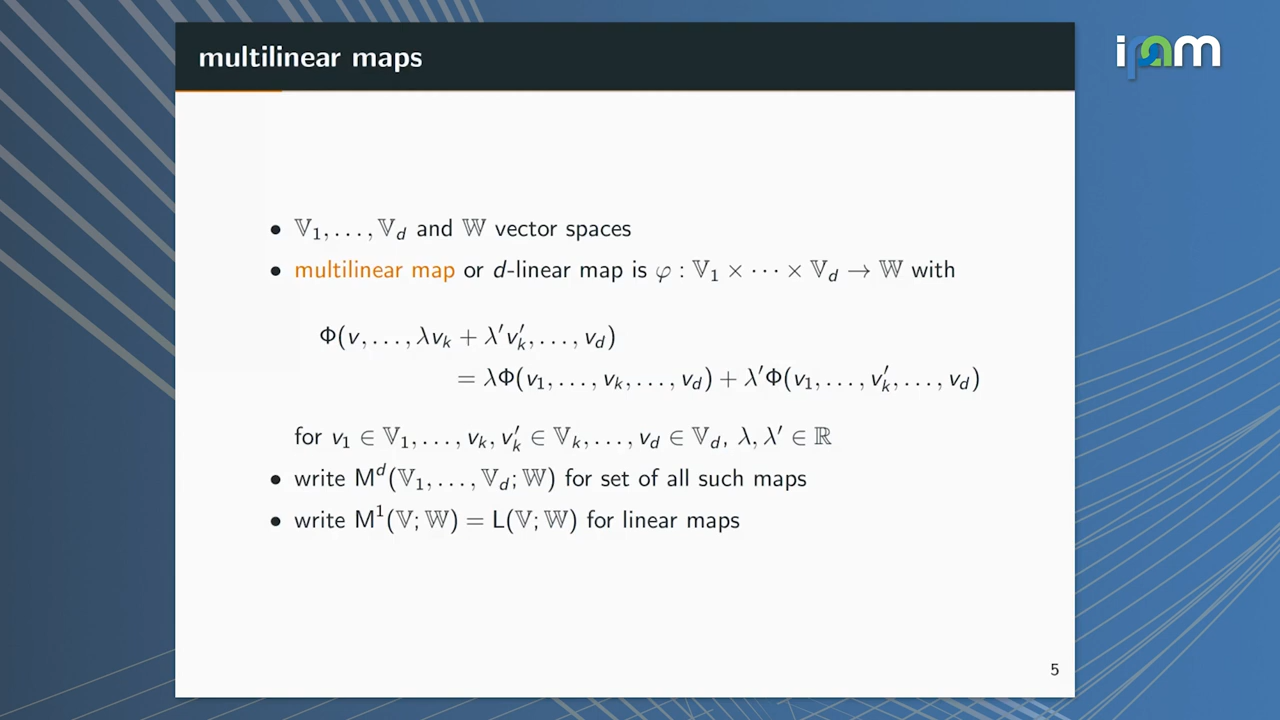 multilinear maps
ipam
• 𝕍₁, . . . , 𝕍_d and 𝕎 vector spaces
• multilinear map or d-linear map is φ : 𝕍₁ × · · · × 𝕍_d → 𝕎 with
Φ(v, . . . , λv_k + λ′v′_k, . . . , v_d)
= λΦ(v₁, . . . , v_k, . . . , v_d) + λ′Φ(v₁, . . . , v′_k, . . . , v_d)
for v₁ ∈ 𝕍₁, . . . , v_k, v′_k ∈ 𝕍_k, . . . , v_d ∈ 𝕍_d, λ, λ′ ∈ ℝ
• write M^d(𝕍₁, . . . , 𝕍_d; 𝕎) for set of all such maps
• write M¹(𝕍; 𝕎) = L(𝕍; 𝕎) for linear maps
5